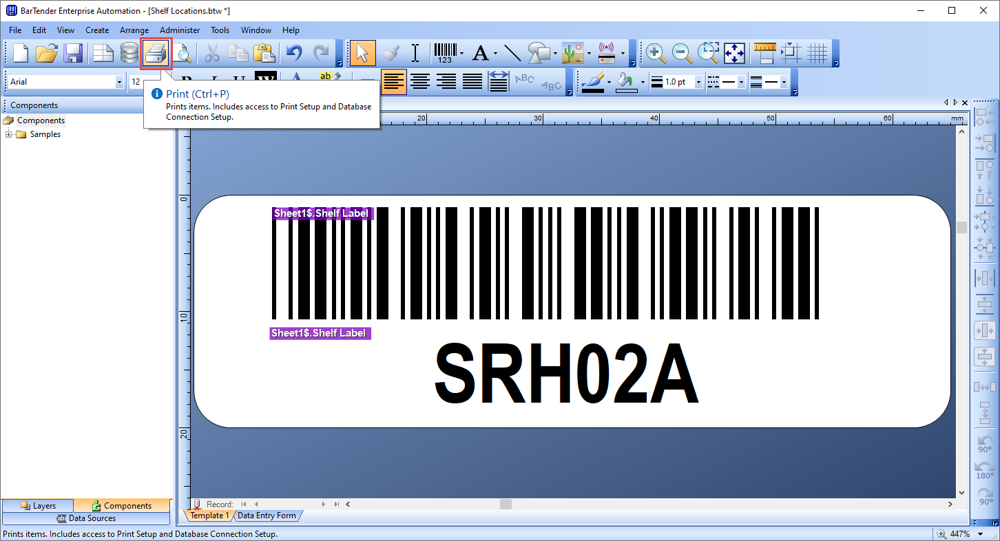 BarTender Enterprise Automation - [Shelf Locations.btw *]
File Edit View Create Arrange Administer Tools Window Help
123 A
Arial 12 ab ABC ABC 1.0 pt
Print (Ctrl+P)
Prints items. Includes access to Print Setup and Database
Connection Setup.
Components
Components
Samples
20 30 40 50 60 mm
0
10
20
Sheet1$.Shelf Label
Sheet1$.Shelf Label
SRH02A
90°
180°
90°
Record:
Layers Components
Data Sources
Template 1 Data Entry Form
Prints items. Includes access to Print Setup and Database Connection Setup.
447%